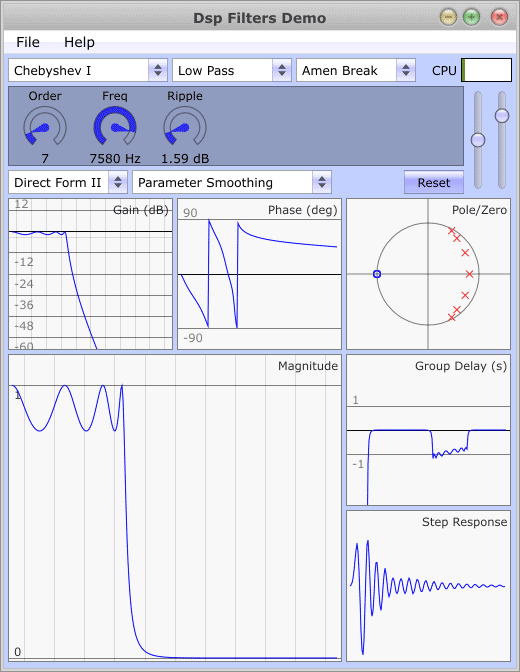 Dsp Filters Demo
File Help
Chebyshev I Low Pass Amen Break CPU
Order Freq Ripple
7 7580 Hz 1.59 dB
Direct Form II Parameter Smoothing Reset
12 Gain (dB)
-12
-24
-36
-48
-60
90 Phase (deg)
-90
Pole/Zero
Magnitude
1
0
Group Delay (s)
1
-1
Step Response